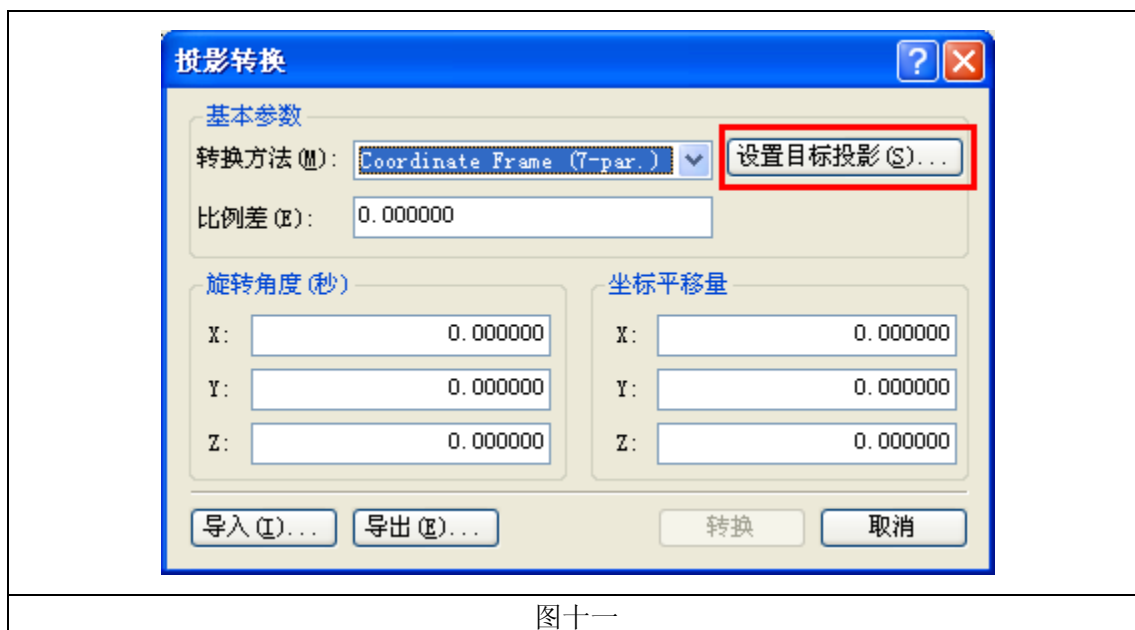 投影转换
基本参数
转换方法(M): Coordinate Frame (7-par.) 设置目标投影(S)...
比例差(E): 0.000000
旋转角度(秒) 坐标平移量
X: 0.000000 X: 0.000000
Y: 0.000000 Y: 0.000000
Z: 0.000000 Z: 0.000000
导入(I)... 导出(E)... 转换 取消
图十一